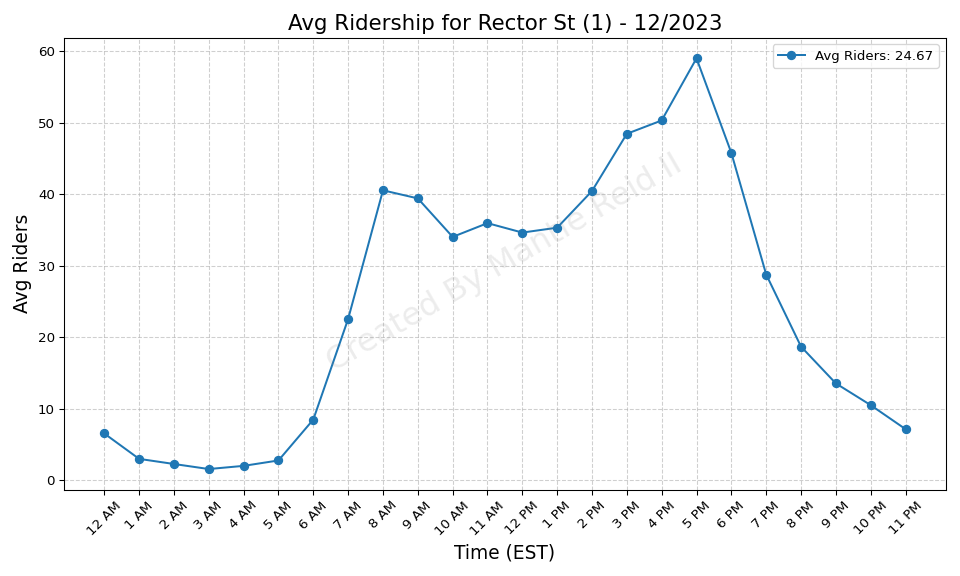 Avg Ridership for Rector St (1) - 12/2023
Avg Riders: 24.67
60
50
40
30
20
10
0
Avg Riders
Created By Mantie Reid II
12 AM
1 AM
2 AM
3 AM
4 AM
5 AM
6 AM
7 AM
8 AM
9 AM
10 AM
11 AM
12 PM
1 PM
2 PM
3 PM
4 PM
5 PM
6 PM
7 PM
8 PM
9 PM
10 PM
11 PM
Time (EST)